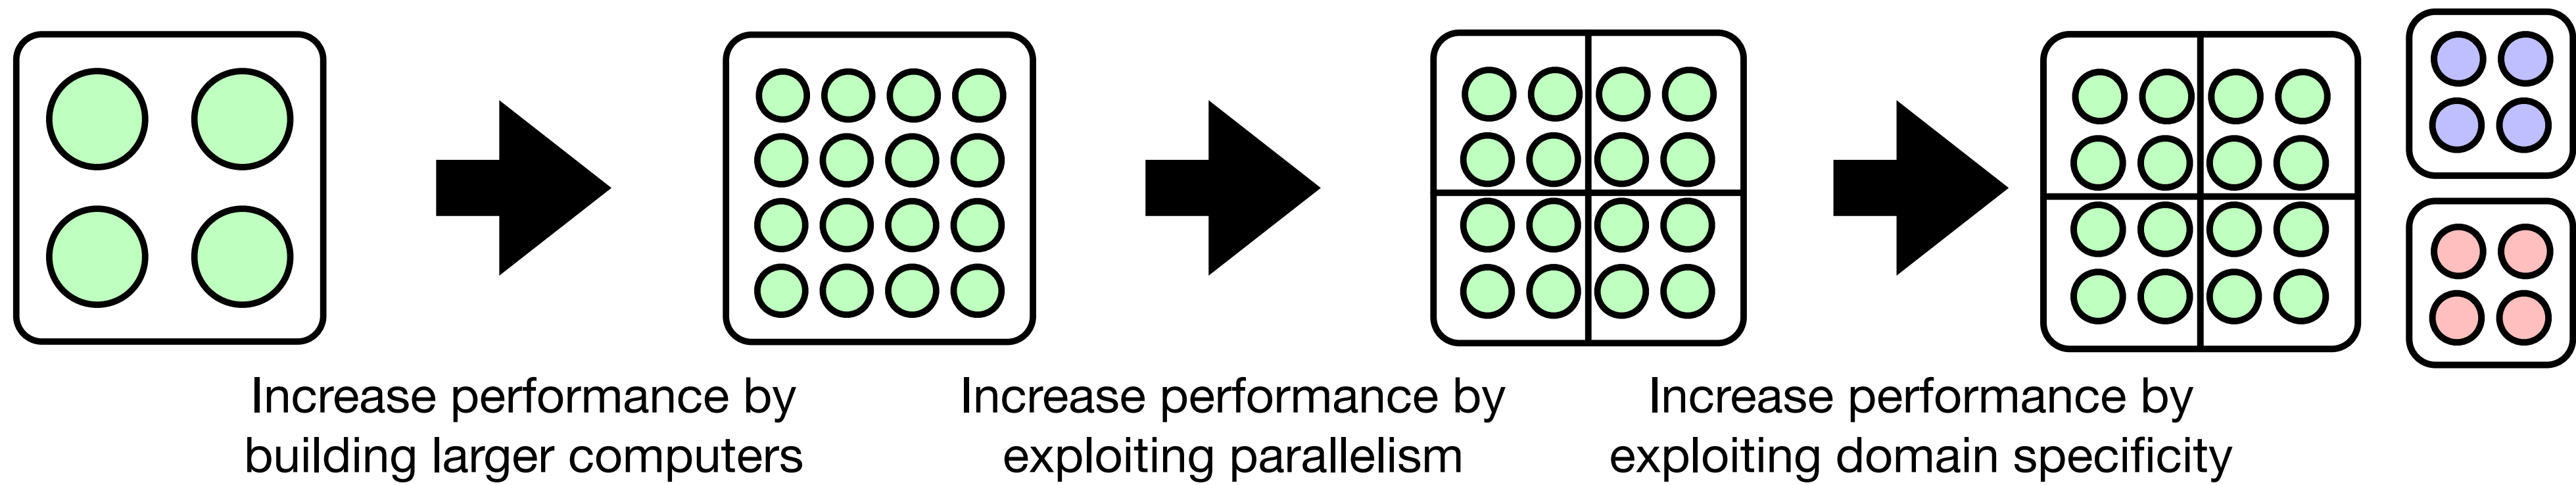 Increase performance by
building larger computers
Increase performance by
exploiting parallelism
Increase performance by
exploiting domain specificity